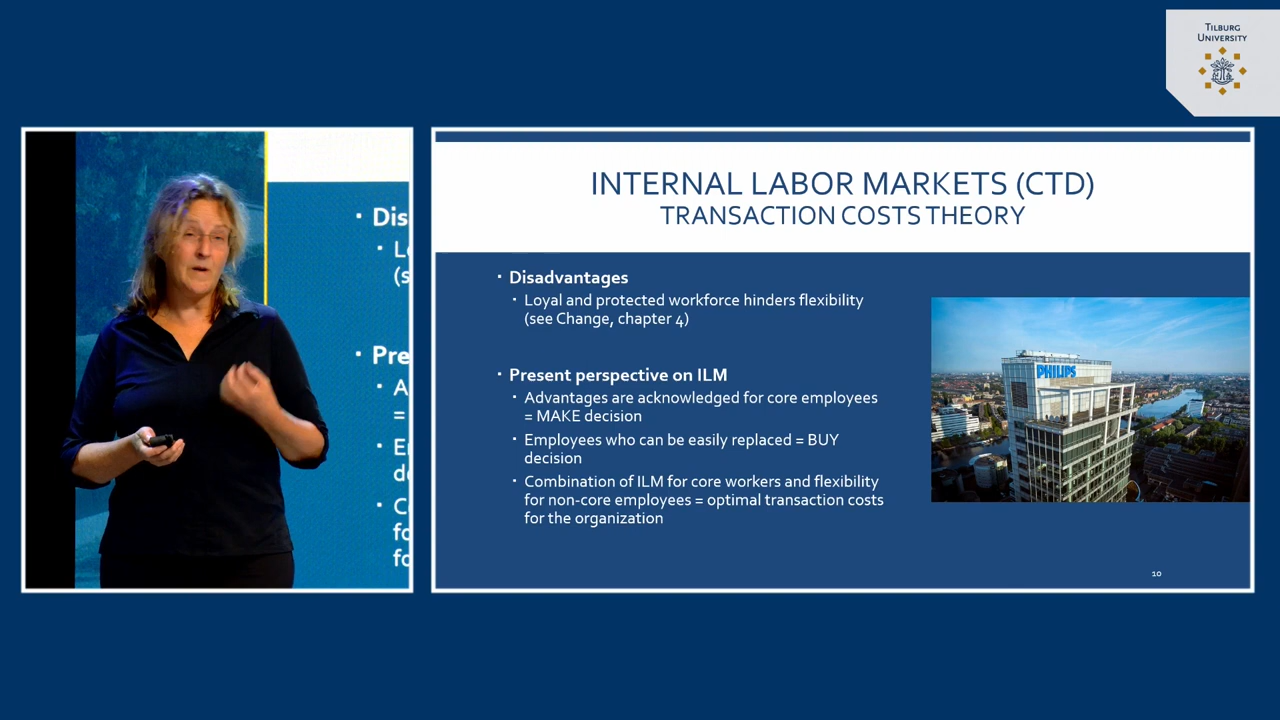 TILBURG
UNIVERSITY
Dis
Pre
INTERNAL LABOR MARKETS (CTD)
TRANSACTION COSTS THEORY
▪ Disadvantages
▪ Loyal and protected workforce hinders flexibility
(see Change, chapter 4)
▪ Present perspective on ILM
▪ Advantages are acknowledged for core employees
= MAKE decision
▪ Employees who can be easily replaced = BUY
decision
▪ Combination of ILM for core workers and flexibility
for non-core employees = optimal transaction costs
for the organization
PHILIPS
10